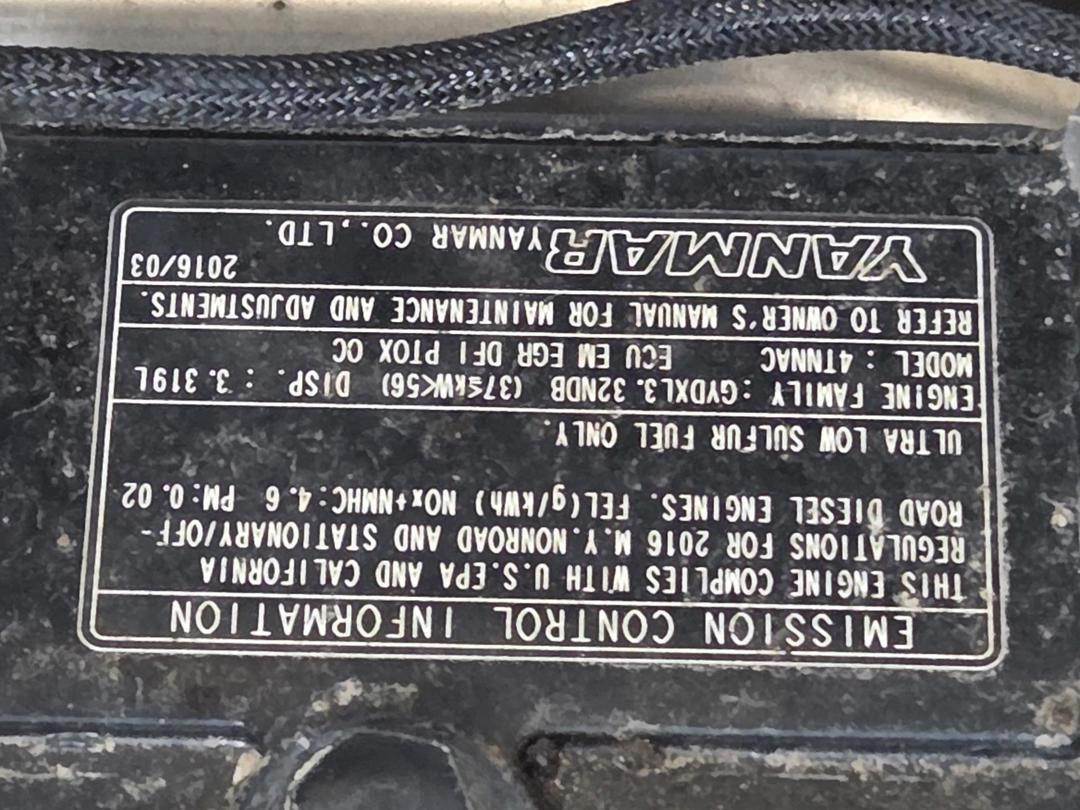 EMISSION CONTROL INFORMATION
THIS ENGINE COMPLIES WITH U.S.EPA AND CALIFORNIA
REGULATIONS FOR 2016 M.Y.NONROAD AND STATIONARY/OFF-
ROAD DIESEL ENGINES. FEL(g/kWh) NOx+NMHC:4.6 PM:0.02
ULTRA LOW SULFUR FUEL ONLY.
ENGINE FAMILY :GYDXL3.32NDB (37≤kW<56) DISP. : 3.319L
MODEL : 4TNNAC ECU EM EGR DFI PTOX OC
REFER TO OWNER'S MANUAL FOR MAINTENANCE AND ADJUSTMENTS.
2016/03
YANMAR YANMAR CO.,LTD.